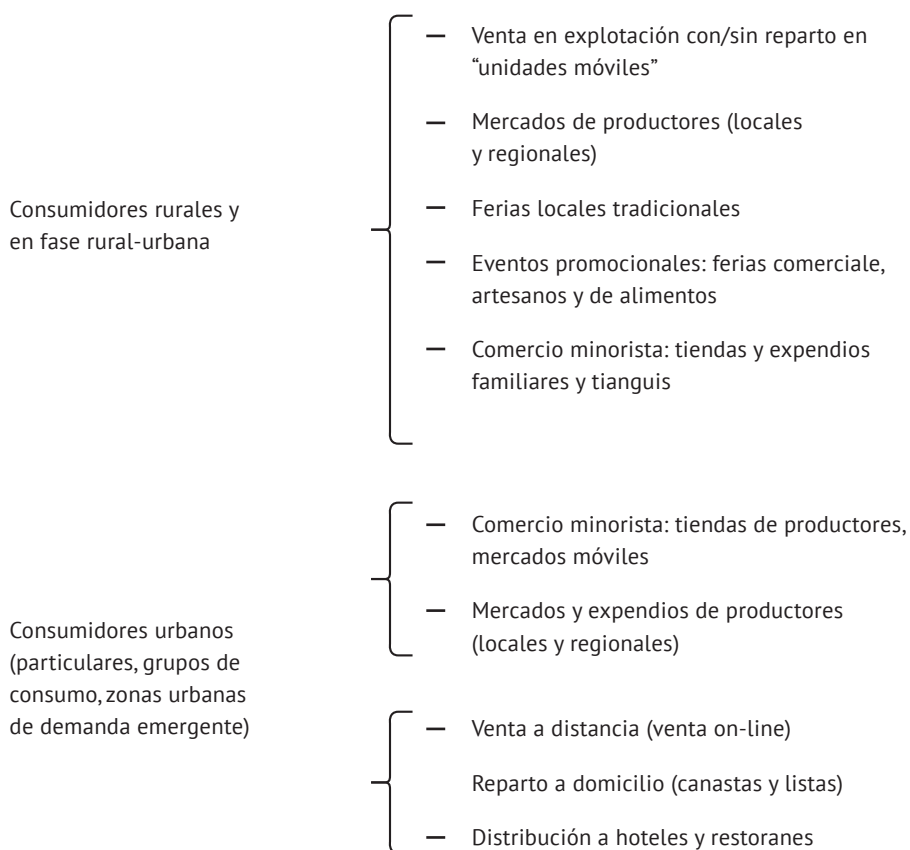 Consumidores rurales y
en fase rural-urbana
— Venta en explotación con/sin reparto en
“unidades móviles”
— Mercados de productores (locales
y regionales)
— Ferias locales tradicionales
— Eventos promocionales: ferias comerciale,
artesanos y de alimentos
— Comercio minorista: tiendas y expendios
familiares y tianguis
Consumidores urbanos
(particulares, grupos de
consumo, zonas urbanas
de demanda emergente)
— Comercio minorista: tiendas de productores,
mercados móviles
— Mercados y expendios de productores
(locales y regionales)
— Venta a distancia (venta on-line)
Reparto a domicilio (canastas y listas)
— Distribución a hoteles y restoranes